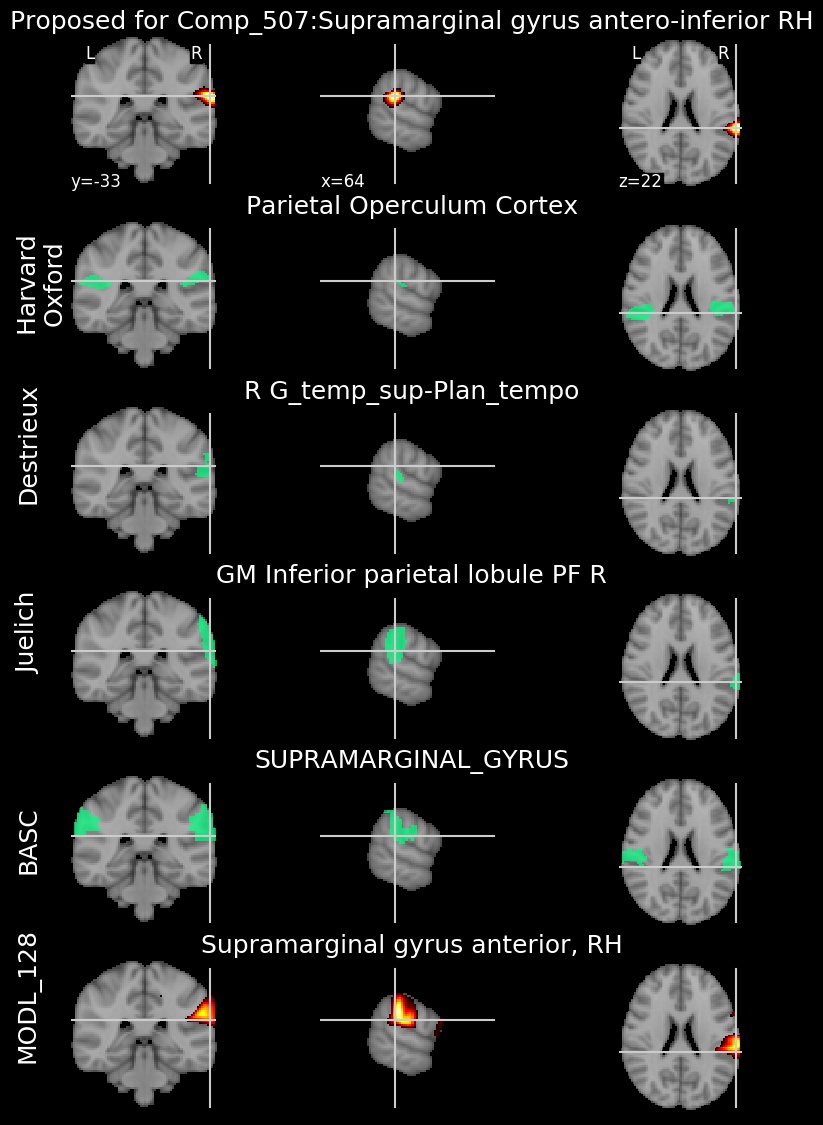 Proposed for Comp_507:Supramarginal gyrus antero-inferior RH
L R L R
y=-33 x=64 z=22
Parietal Operculum Cortex
Harvard
Oxford
R G_temp_sup-Plan_tempo
Destrieux
GM Inferior parietal lobule PF R
Juelich
SUPRAMARGINAL_GYRUS
BASC
Supramarginal gyrus anterior, RH
MODL_128